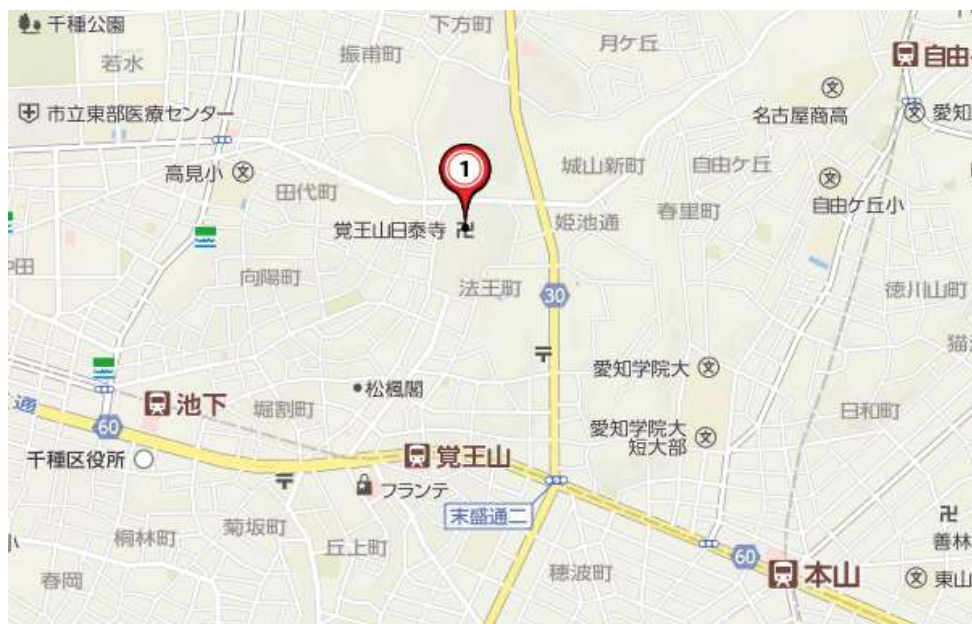 下方町
千種公園
月ケ丘
振甫町
若水
自由
名古屋商高
市立東部医療センター
愛知
高見小
城山新町
自由ケ丘
1
田代町
自由ケ丘小
春里町
覚王山日泰寺
姫池通
中田
向陽町
法王町
30
徳川山町
猫
愛知学院大
松楓閣
池下
堀割町
日和町
通
60
愛知学院大
短大部
千種区役所
覚王山
フランテ
末盛通二
菊坂町
桐林町
丘上町
善林
60
春岡
穂波町
本山
東山